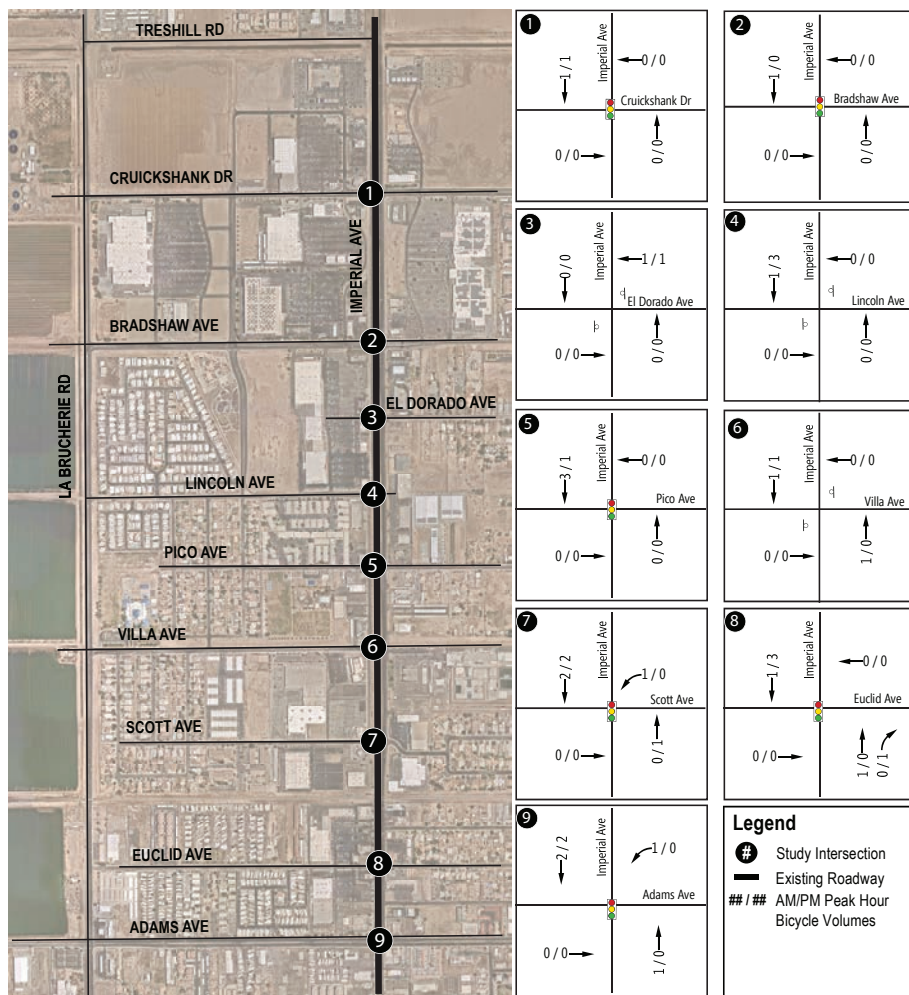 TRESHILL RD
CRUICKSHANK DR
1
IMPERIAL AVE
BRADSHAW AVE
2
LA BRUCHERIE RD
3
EL DORADO AVE
LINCOLN AVE
4
PICO AVE
5
VILLA AVE
6
SCOTT AVE
7
EUCLID AVE
8
ADAMS AVE
9
1
1 / 1
Imperial Ave
0 / 0
Cruickshank Dr
0 / 0
0 / 0
2
1 / 0
Imperial Ave
0 / 0
Bradshaw Ave
0 / 0
0 / 0
3
0 / 0
Imperial Ave
1 / 1
El Dorado Ave
0 / 0
0 / 0
4
1 / 3
Imperial Ave
0 / 0
Lincoln Ave
0 / 0
0 / 0
5
3 / 1
Imperial Ave
0 / 0
Pico Ave
0 / 0
0 / 0
6
1 / 1
Imperial Ave
0 / 0
Villa Ave
0 / 0
1 / 0
7
2 / 2
Imperial Ave
1 / 0
Scott Ave
0 / 0
0 / 1
8
1 / 3
Imperial Ave
0 / 0
Euclid Ave
0 / 0
1 / 0
0 / 1
9
2 / 2
Imperial Ave
1 / 0
Adams Ave
0 / 0
1 / 0
Legend
# Study Intersection
Existing Roadway
## / ## AM/PM Peak Hour
Bicycle Volumes